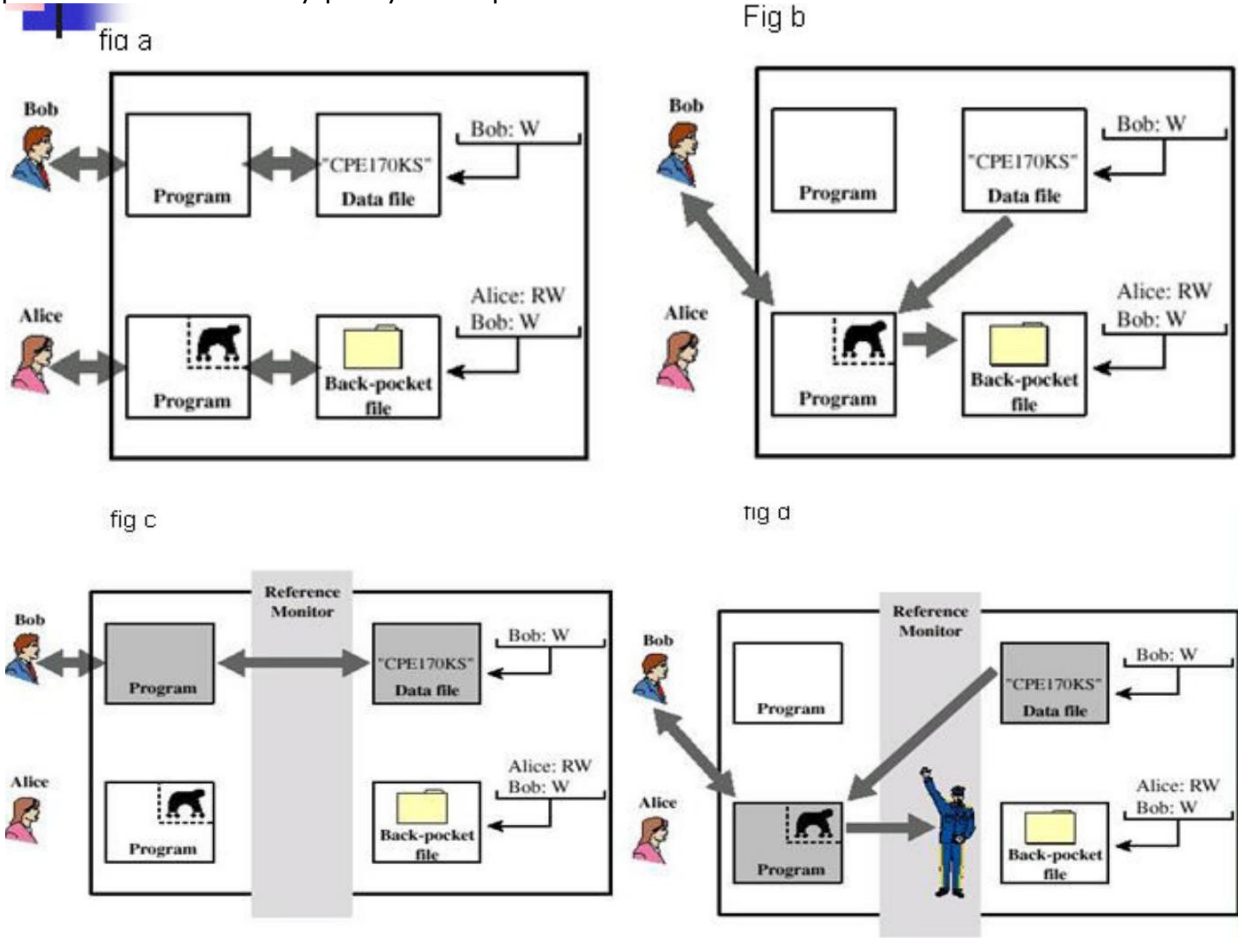 fig a
Bob
Program
"CPE170KS"
Data file
Bob: W
Alice
Program
Back-pocket
file
Alice: RW
Bob: W
Fig b
Bob
Program
"CPE170KS"
Data file
Bob: W
Alice
Program
Back-pocket
file
Alice: RW
Bob: W
fig c
Reference
Monitor
Bob
Program
"CPE170KS"
Data file
Bob: W
Alice
Program
Back-pocket
file
Alice: RW
Bob: W
fig d
Reference
Monitor
Bob
Program
"CPE170KS"
Data file
Bob: W
Alice
Program
Back-pocket
file
Alice: RW
Bob: W